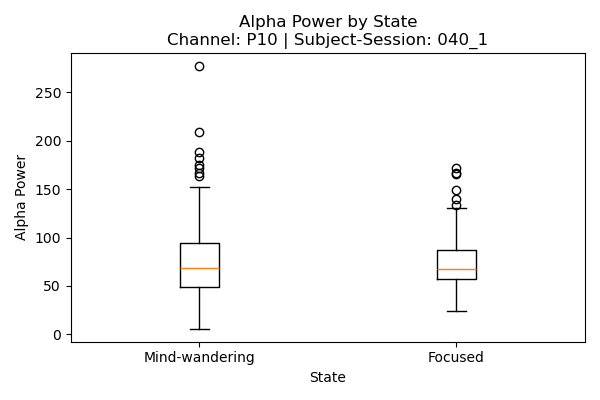 Alpha Power by State
Channel: P10 | Subject-Session: 040_1
Alpha Power
250
200
150
100
50
0
Mind-wandering
Focused
State